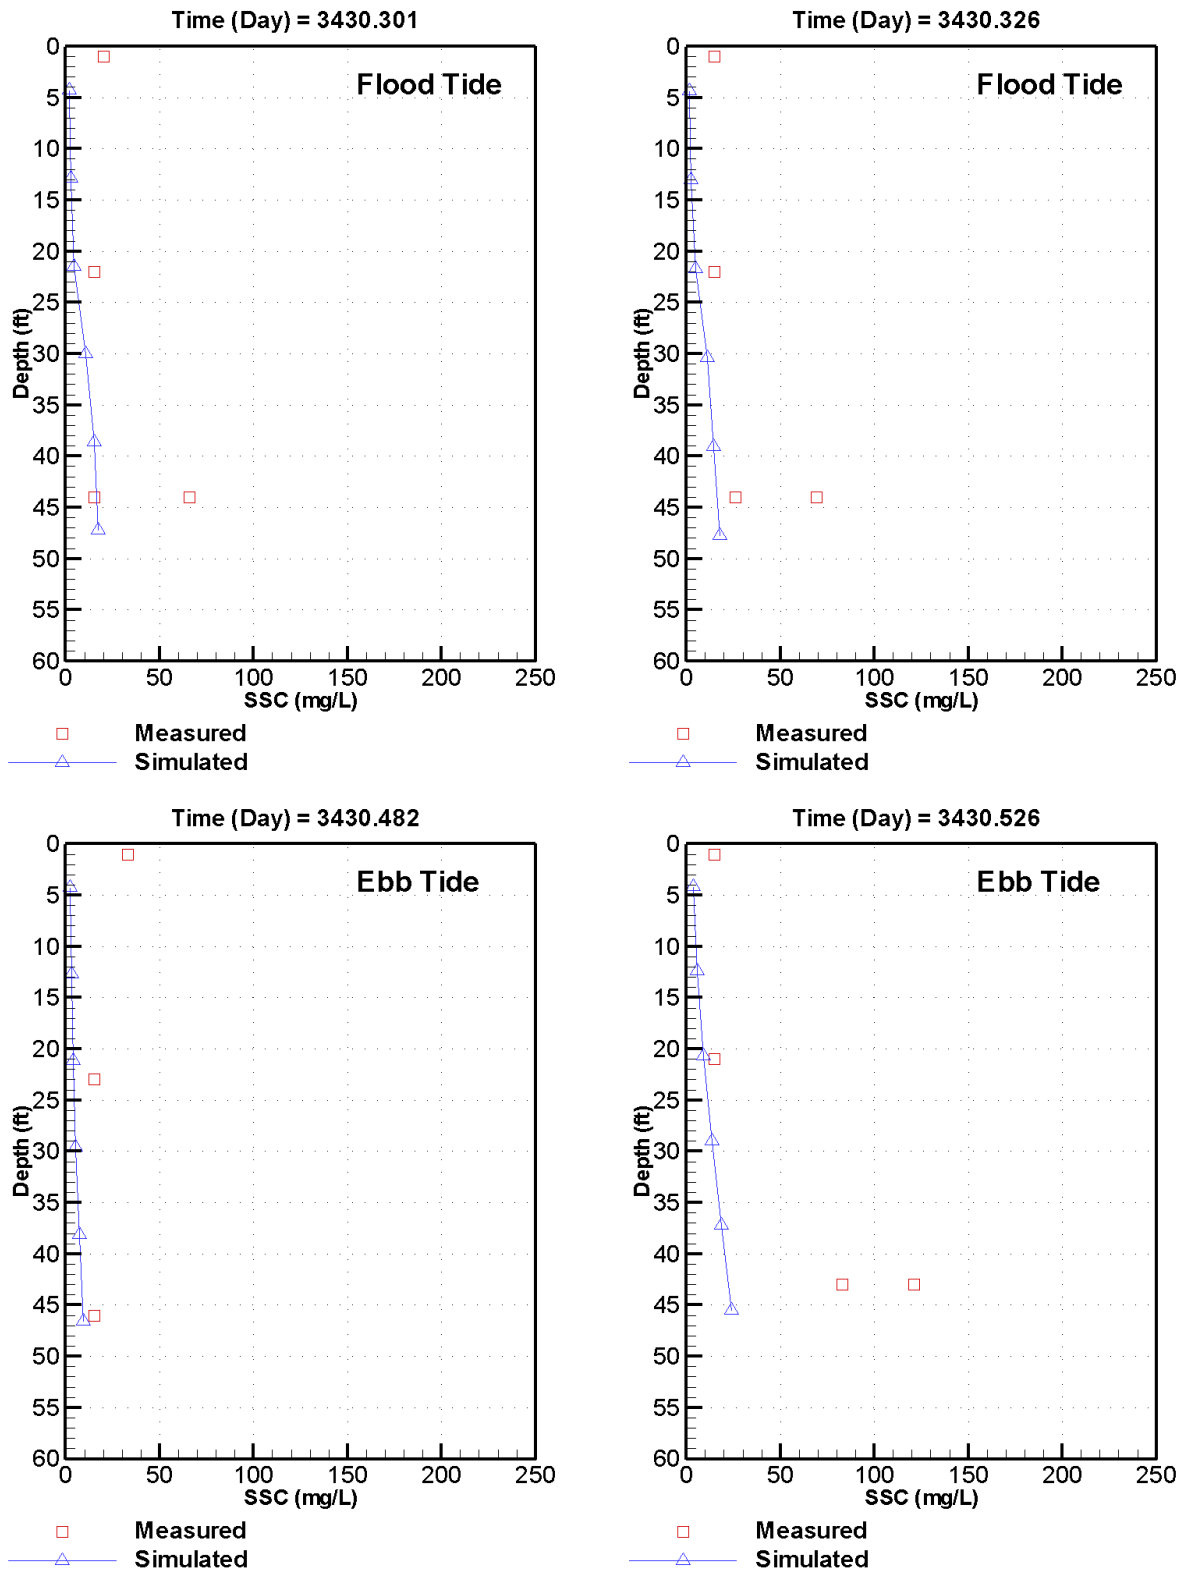 Time (Day) = 3430.301
Flood Tide
0
5
10
15
20
25
30
35
40
45
50
55
60
Depth (ft)
0 50 100 150 200 250
SSC (mg/L)
Measured
Simulated
Time (Day) = 3430.326
Flood Tide
0
5
10
15
20
25
30
35
40
45
50
55
60
Depth (ft)
0 50 100 150 200 250
SSC (mg/L)
Measured
Simulated
Time (Day) = 3430.482
Ebb Tide
0
5
10
15
20
25
30
35
40
45
50
55
60
Depth (ft)
0 50 100 150 200 250
SSC (mg/L)
Measured
Simulated
Time (Day) = 3430.526
Ebb Tide
0
5
10
15
20
25
30
35
40
45
50
55
60
Depth (ft)
0 50 100 150 200 250
SSC (mg/L)
Measured
Simulated